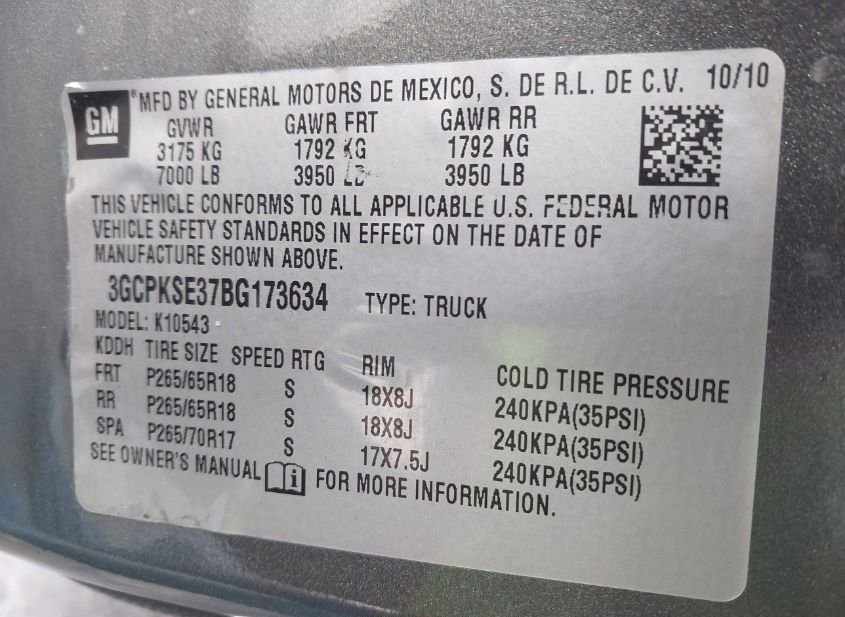 GM ® MFD BY GENERAL MOTORS DE MEXICO, S. DE R.L. DE C.V. 10/10
GVWR GAWR FRT GAWR RR
3175 KG 1792 KG 1792 KG
7000 LB 3950 LB 3950 LB
THIS VEHICLE CONFORMS TO ALL APPLICABLE U.S. FEDERAL MOTOR
VEHICLE SAFETY STANDARDS IN EFFECT ON THE DATE OF
MANUFACTURE SHOWN ABOVE.
3GCPKSE37BG173634 TYPE: TRUCK
MODEL: K10543
KDDH TIRE SIZE SPEED RTG RIM COLD TIRE PRESSURE
FRT P265/65R18 S 18X8J 240KPA(35PSI)
RR P265/65R18 S 18X8J 240KPA(35PSI)
SPA P265/70R17 S 17X7.5J 240KPA(35PSI)
SEE OWNER'S MANUAL i FOR MORE INFORMATION.